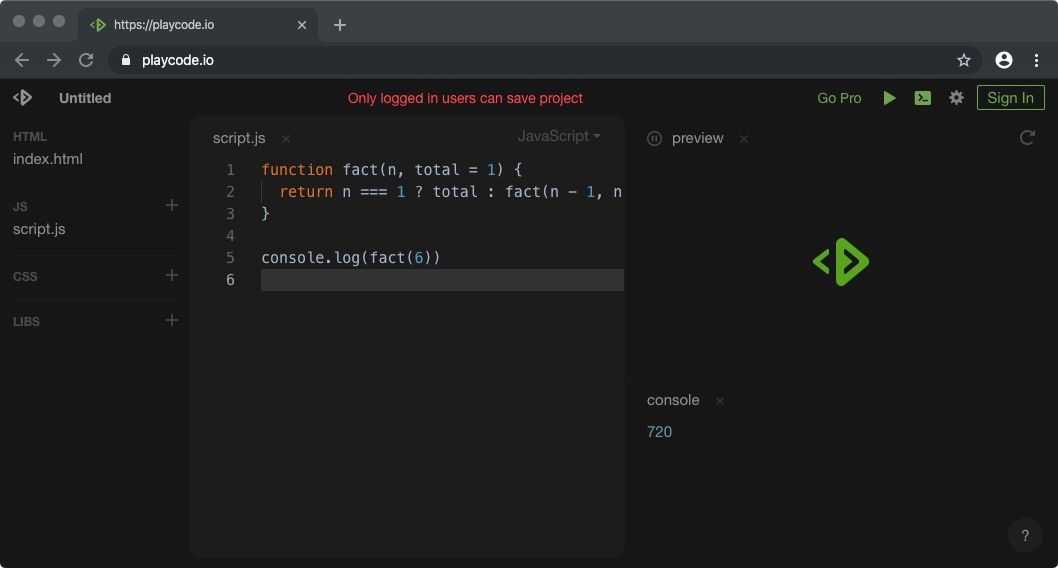 https://playcode.io
playcode.io
Untitled
Only logged in users can save project
Go Pro
Sign In
HTML
index.html
JS
script.js
CSS
LIBS
script.js
JavaScript
1 function fact(n, total = 1) {
2 return n === 1 ? total : fact(n - 1, n
3 }
4
5 console.log(fact(6))
6
preview
console
720
?